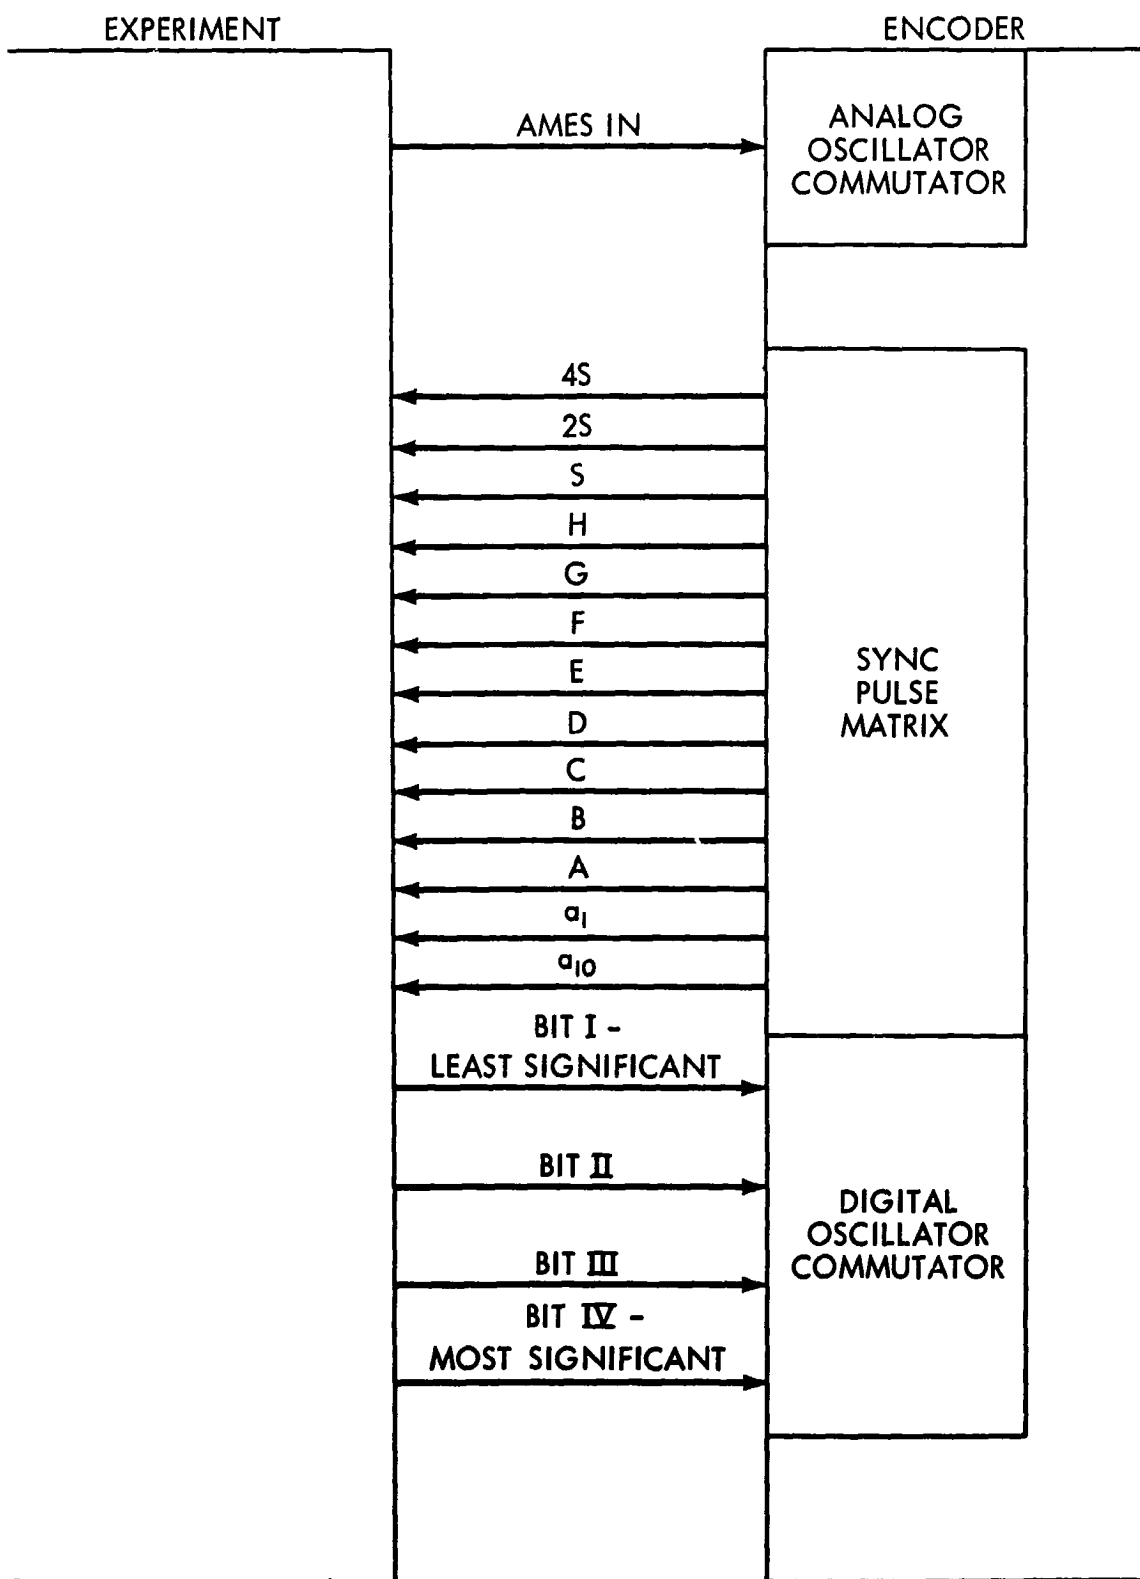 EXPERIMENT
ENCODER
AMES IN
ANALOG
OSCILLATOR
COMMUTATOR
4S
2S
S
H
G
F
E
D
C
B
A
a₁
a₁₀
SYNC
PULSE
MATRIX
BIT I -
LEAST SIGNIFICANT
BIT II
BIT III
BIT IV -
MOST SIGNIFICANT
DIGITAL
OSCILLATOR
COMMUTATOR